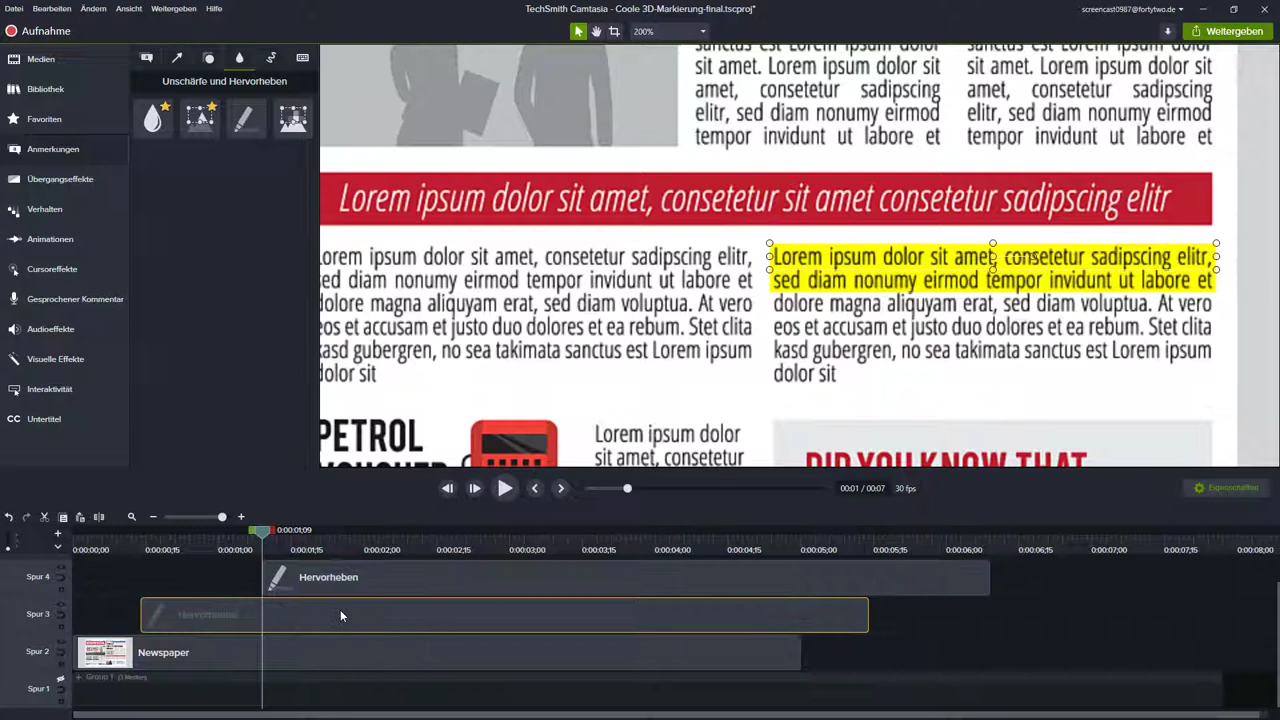 Datei Bearbeiten Ändern Ansicht Weitergeben Hilfe
TechSmith Camtasia - Coole 3D-Markierung-final.tscproj*
screencast0987@fortytwo.de
Aufnahme
200%
Weitergeben
Medien
Bibliothek
Favoriten
Anmerkungen
Übergangseffekte
Verhalten
Animationen
Cursoreffekte
Gesprochener Kommentar
Audioeffekte
Visuelle Effekte
Interaktivität
CC Untertitel
Unschärfe und Hervorheben
sit amet, consetetur sadipscing
elitr, sed diam nonumy eirmod
tempor invidunt ut labore et
sit amet, consetetur sadipscing
elitr, sed diam nonumy eirmod
tempor invidunt ut labore et
Lorem ipsum dolor sit amet, consetetur sit amet consetetur sadipscing elitr
Lorem ipsum dolor sit amet, consetetur sadipscing elitr,
sed diam nonumy eirmod tempor invidunt ut labore et
dolore magna aliquyam erat, sed diam voluptua. At vero
eos et accusam et justo duo dolores et ea rebum. Stet clita
kasd gubergren, no sea takimata sanctus est Lorem ipsum
dolor sit
Lorem ipsum dolor sit amet, consetetur sadipscing elitr,
sed diam nonumy eirmod tempor invidunt ut labore et
dolore magna aliquyam erat, sed diam voluptua. At vero
eos et accusam et justo duo dolores et ea rebum. Stet clita
kasd gubergren, no sea takimata sanctus est Lorem ipsum
dolor sit
PETROL
VOUCHER
Lorem ipsum dolor
sit amet, consetetur
DID YOU KNOW THAT
00:01 / 00:07 30 fps
Eigenschaften
0:00:01;09
0:00:00;00 0:00:00;15 0:00:01;00 0:00:01;15 0:00:02;00 0:00:02;15 0:00:03;00 0:00:03;15 0:00:04;00 0:00:04;15 0:00:05;00 0:00:05;15 0:00:06;00 0:00:06;15 0:00:07;00 0:00:07;15 0:00:08;00
Spur 4
Hervorheben
Spur 3
Hervorheben
Spur 2
Newspaper
Spur 1
+ Group 1 (3 Medien)